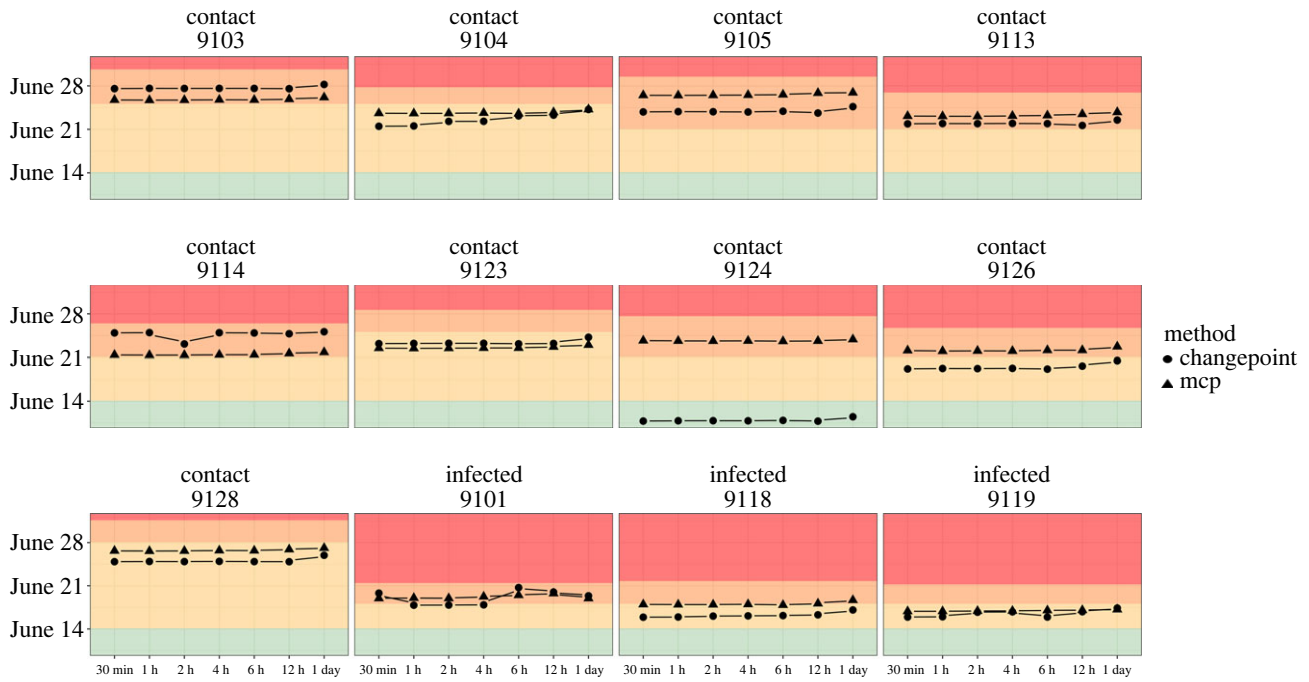 contact
9103
contact
9104
contact
9105
contact
9113
June 28
June 21
June 14
contact
9114
contact
9123
contact
9124
contact
9126
June 28
June 21
June 14
method
changepoint
mcp
contact
9128
infected
9101
infected
9118
infected
9119
June 28
June 21
June 14
30 min 1 h 2 h 4 h 6 h 12 h 1 day 30 min 1 h 2 h 4 h 6 h 12 h 1 day 30 min 1 h 2 h 4 h 6 h 12 h 1 day 30 min 1 h 2 h 4 h 6 h 12 h 1 day